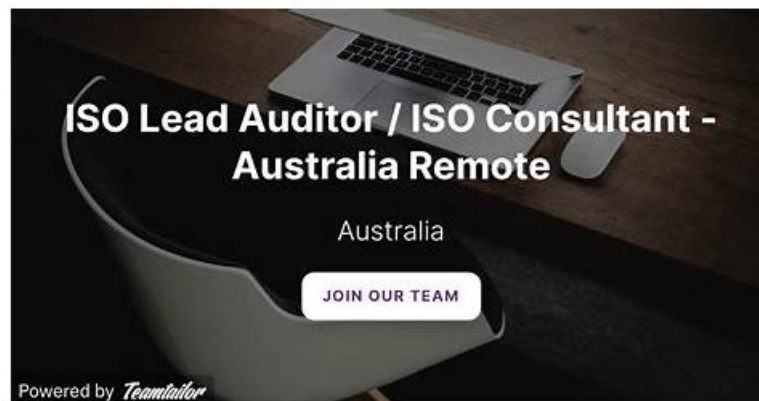 ISO Lead Auditor / ISO Consultant -
Australia Remote
Australia
JOIN OUR TEAM
Powered by Teamtailor